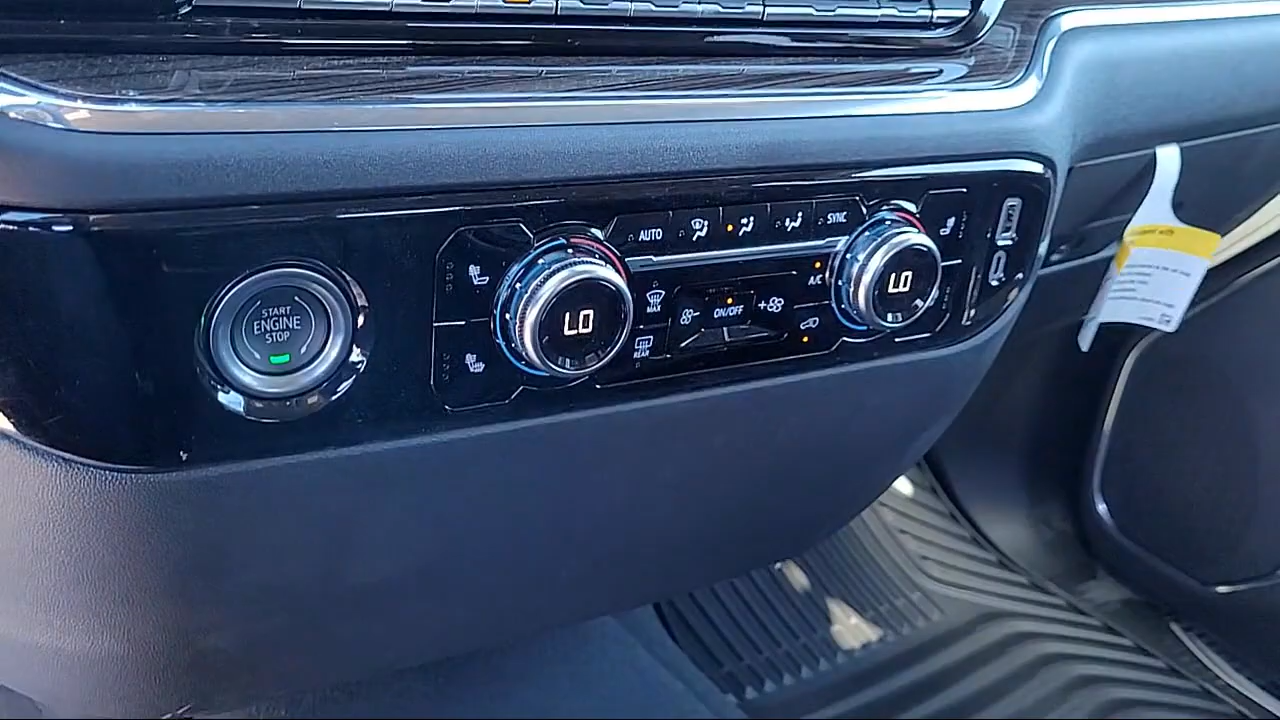 START
ENGINE
STOP
LO
AUTO
SYNC
MAX
ON/OFF
REAR
A/C
LO